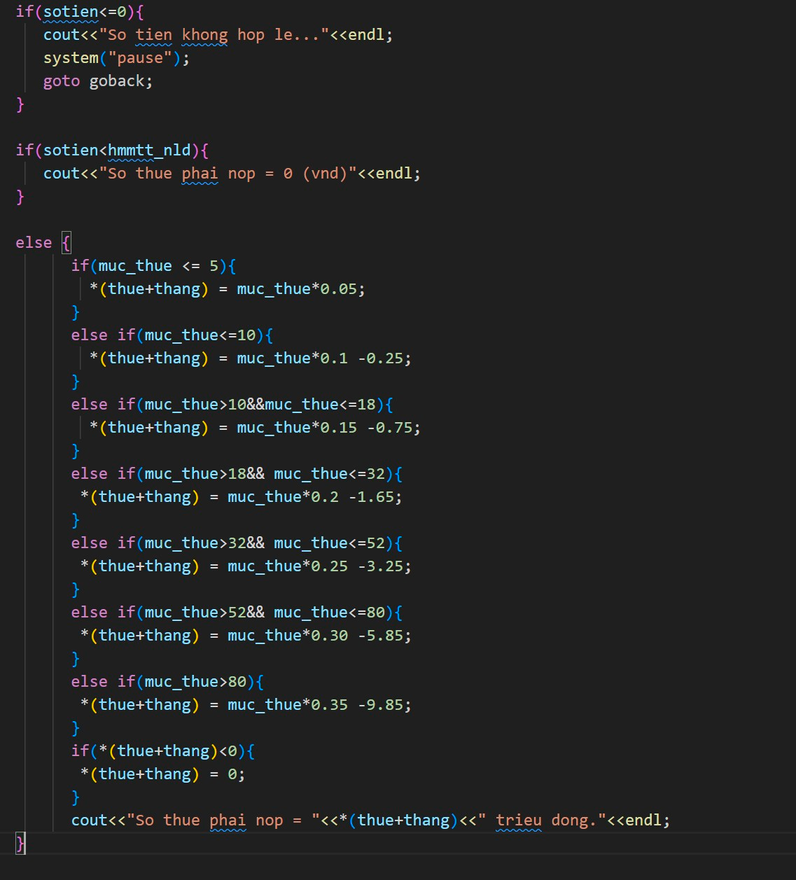 if(sotien<=0){
cout<<"So tien khong hop le..."<<endl;
system("pause");
goto goback;
}
if(sotien<hmmtt_nld){
cout<<"So thue phai nop = 0 (vnd)"<<endl;
}
else {
if(muc_thue <= 5){
*(thue+thang) = muc_thue*0.05;
}
else if(muc_thue<=10){
*(thue+thang) = muc_thue*0.1 -0.25;
}
else if(muc_thue>10&&muc_thue<=18){
*(thue+thang) = muc_thue*0.15 -0.75;
}
else if(muc_thue>18&& muc_thue<=32){
*(thue+thang) = muc_thue*0.2 -1.65;
}
else if(muc_thue>32&& muc_thue<=52){
*(thue+thang) = muc_thue*0.25 -3.25;
}
else if(muc_thue>52&& muc_thue<=80){
*(thue+thang) = muc_thue*0.30 -5.85;
}
else if(muc_thue>80){
*(thue+thang) = muc_thue*0.35 -9.85;
}
if(*(thue+thang)<0){
*(thue+thang) = 0;
}
cout<<"So thue phai nop = "<<*(thue+thang)<<" trieu dong."<<endl;
}